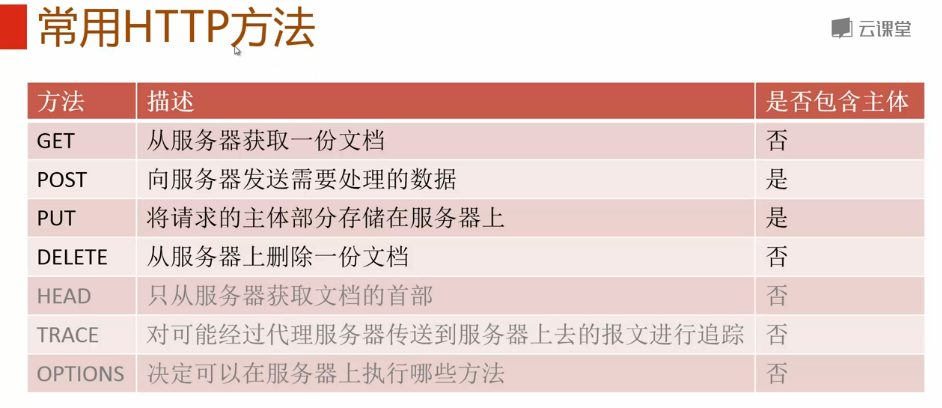 常用HTTP方法
云课堂
方法 描述 是否包含主体
GET 从服务器获取一份文档 否
POST 向服务器发送需要处理的数据 是
PUT 将请求的主体部分存储在服务器上 是
DELETE 从服务器上删除一份文档 否
HEAD 只从服务器获取文档的首部 否
TRACE 对可能经过代理服务器传送到服务器上去的报文进行追踪 否
OPTIONS 决定可以在服务器上执行哪些方法 否